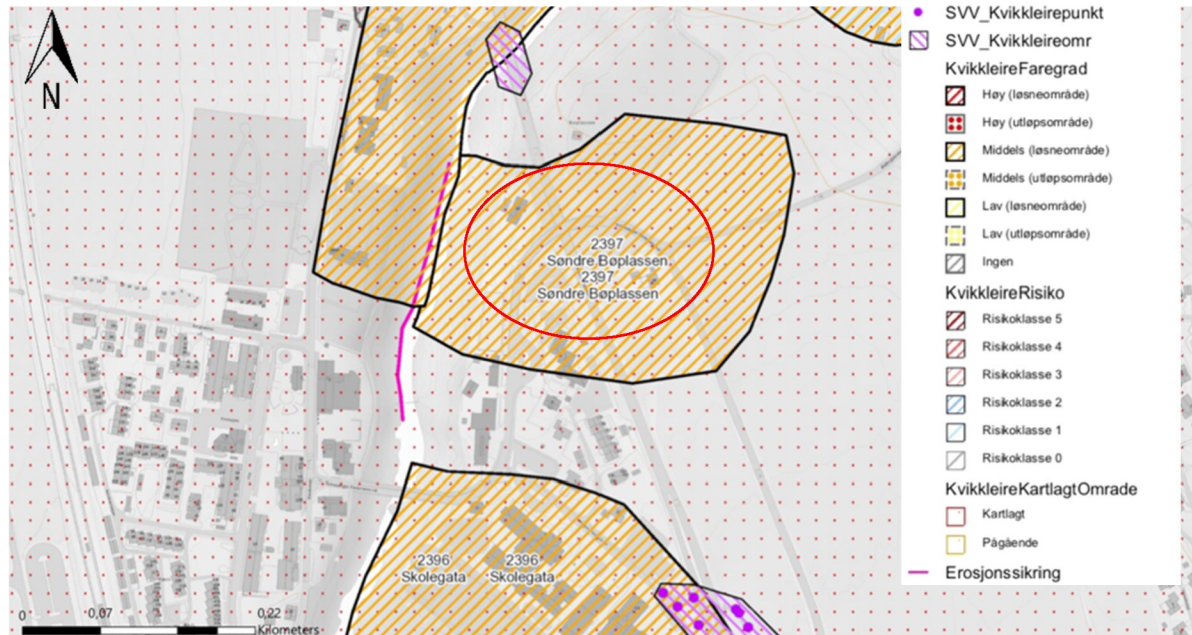 N
2397
Søndre Bøplassen
2397
Søndre Bøplassen
2396
Skolegata
2396
Skolegata
0
0,07
0,22
Kilometers
SVV_Kvikkleirepunkt
SVV_Kvikkleireomr
KvikkleireFaregrad
Høy (løsneområde)
Høy (utløpsområde)
Middels (løsneområde)
Middels (utløpsområde)
Lav (løsneområde)
Lav (utløpsområde)
Ingen
KvikkleireRisiko
Risikoklasse 5
Risikoklasse 4
Risikoklasse 3
Risikoklasse 2
Risikoklasse 1
Risikoklasse 0
KvikkleireKartlagtOmrade
Kartlagt
Pågående
Erosjonssikring